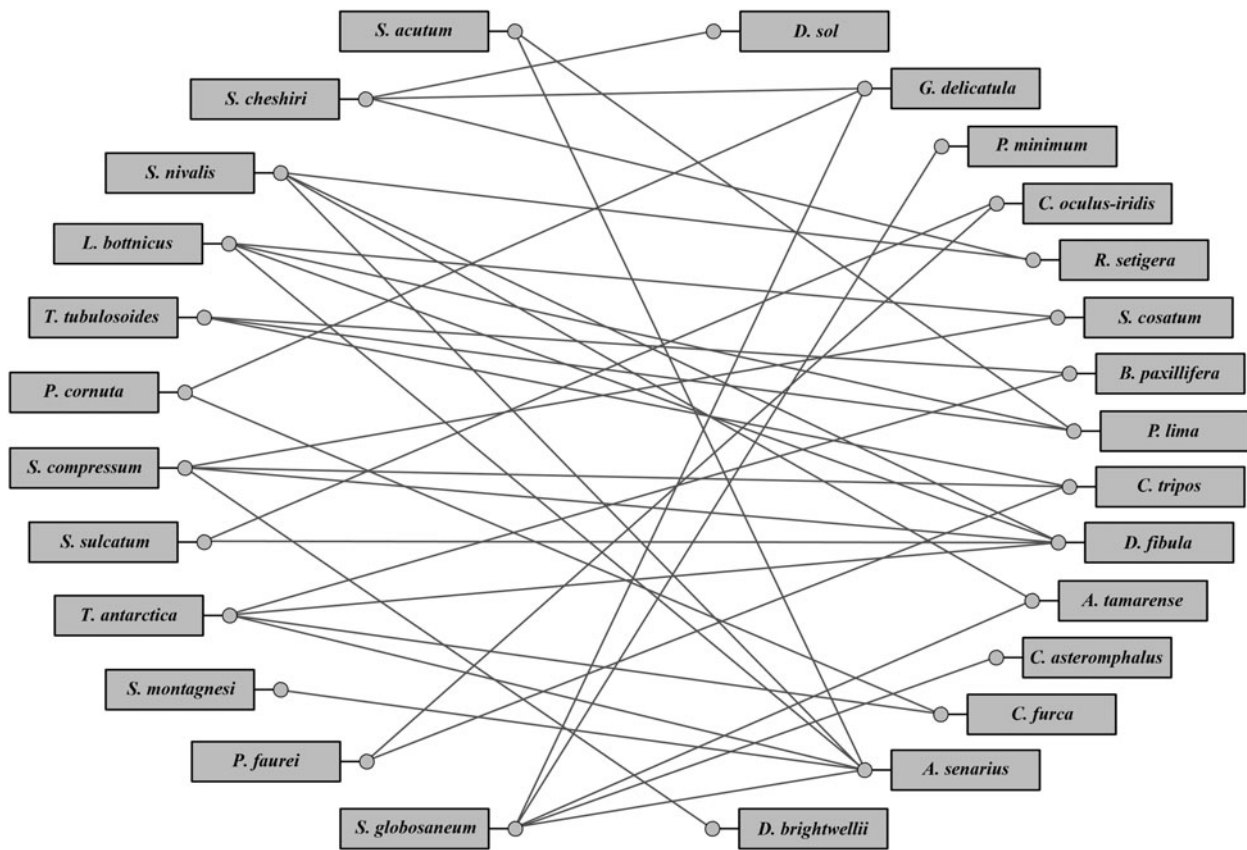 S. acutum
D. sol
S. cheshiri
G. delicatula
P. minimum
S. nivalis
C. oculus-iridis
L. bottnicus
R. setigera
T. tubulosoides
S. cosatum
B. paxillifera
P. cornuta
P. lima
S. compressum
C. tripos
S. sulcatum
D. fibula
T. antarctica
A. tamarense
C. asteromphalus
S. montagnesi
C. furca
P. faurei
A. senarius
S. globosaneum
D. brightwellii